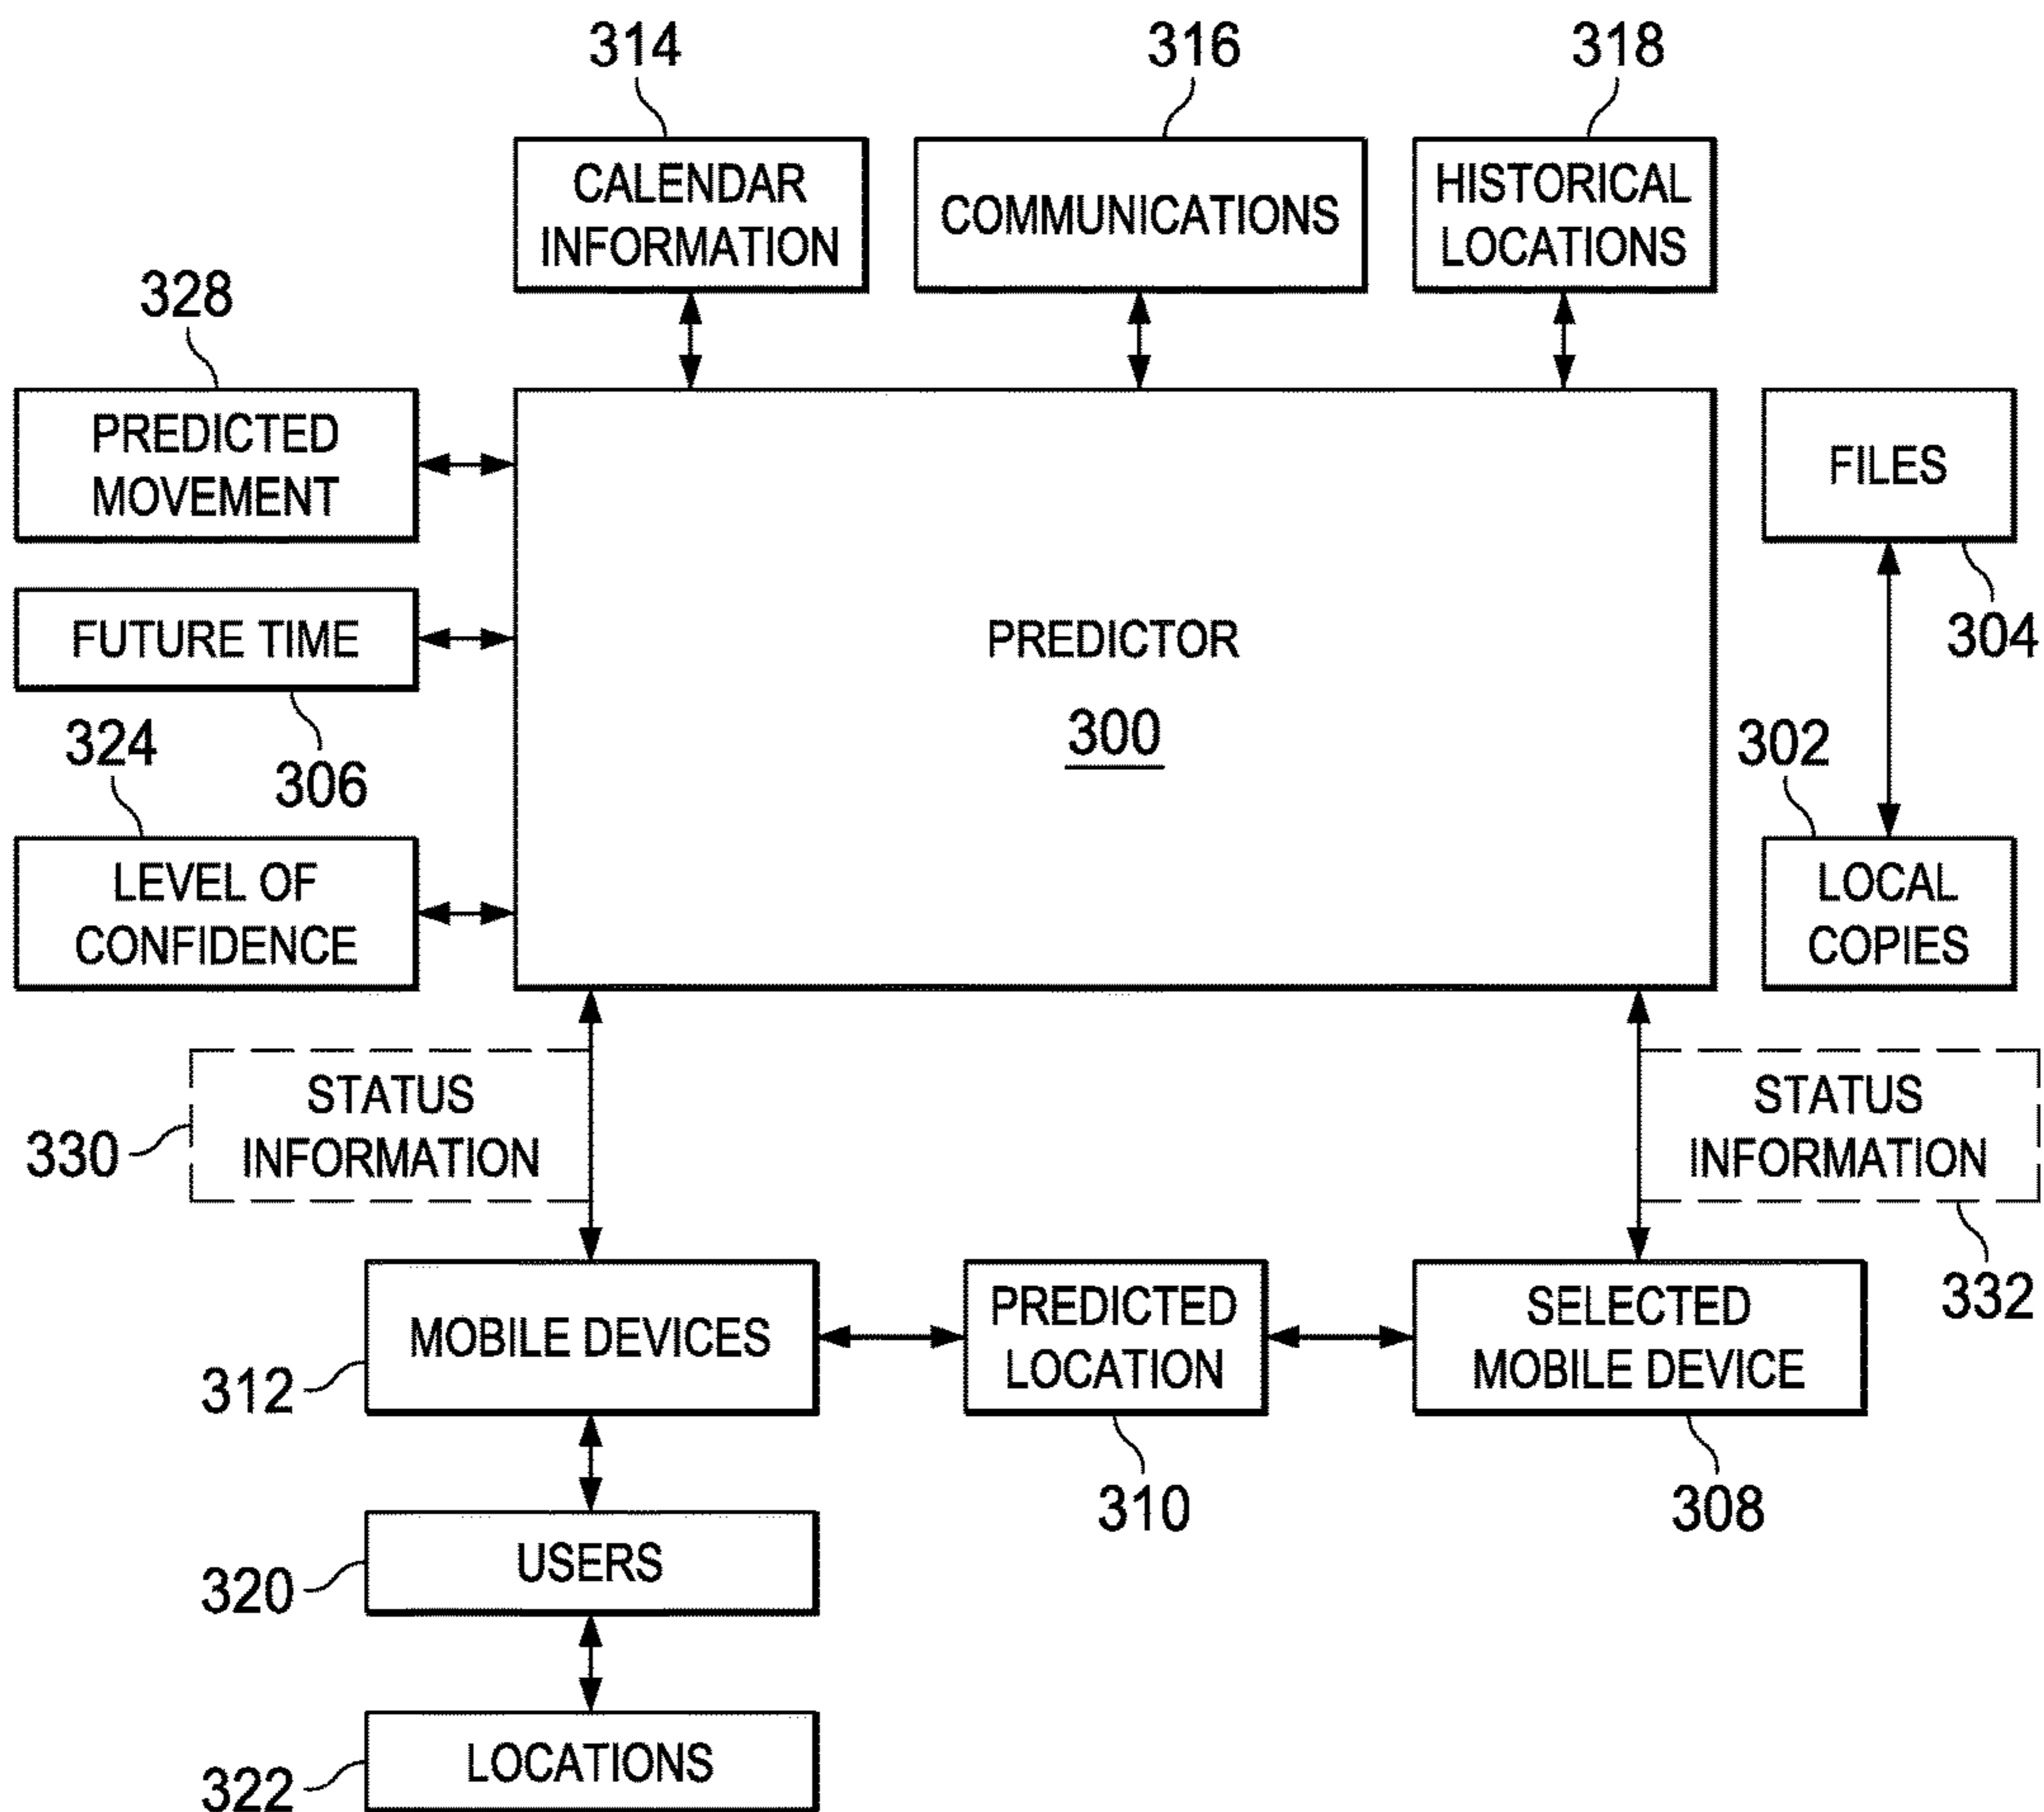 314
316
318
CALENDAR
INFORMATION
COMMUNICATIONS
HISTORICAL
LOCATIONS
328
PREDICTED
MOVEMENT
FILES
304
FUTURE TIME
306
PREDICTOR
300
324
LEVEL OF
CONFIDENCE
302
LOCAL
COPIES
STATUS
INFORMATION
330
STATUS
INFORMATION
332
MOBILE DEVICES
312
PREDICTED
LOCATION
310
SELECTED
MOBILE DEVICE
308
USERS
320
LOCATIONS
322